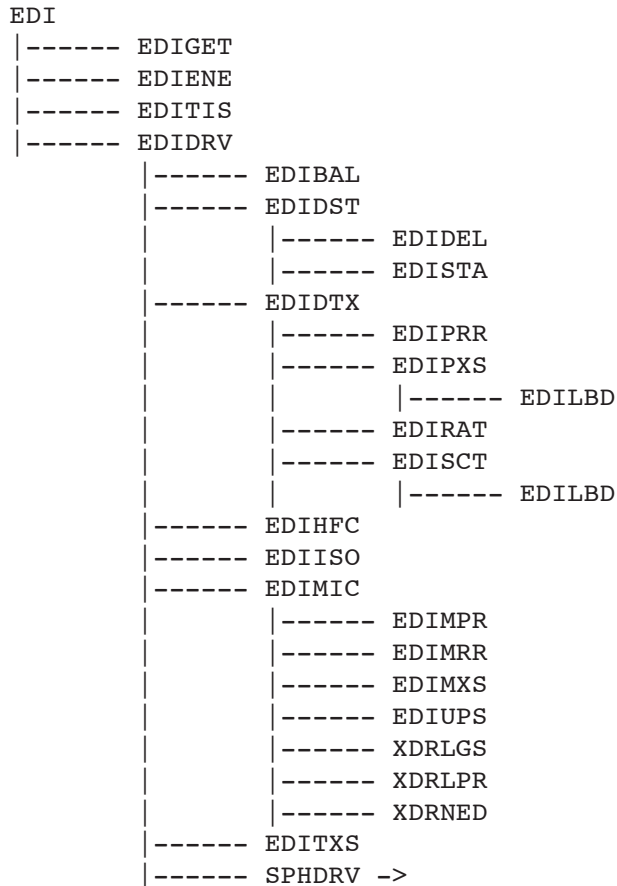 EDI
|------ EDIGET
|------ EDIENE
|------ EDITIS
|------ EDIDRV
        |------ EDIBAL
        |------ EDIDST
        |       |------ EDIDEL
        |       |------ EDISTA
        |------ EDIDTX
        |       |------ EDIPRR
        |       |------ EDIPXS
        |       |       |------ EDILBD
        |       |------ EDIRAT
        |       |------ EDISCT
        |       |       |------ EDILBD
        |------ EDIHFC
        |------ EDIISO
        |------ EDIMIC
        |       |------ EDIMPR
        |       |------ EDIMRR
        |       |------ EDIMXS
        |       |------ EDIUPS
        |       |------ XDRLGS
        |       |------ XDRLPR
        |       |------ XDRNED
        |------ EDITXS
        |------ SPHDRV ->